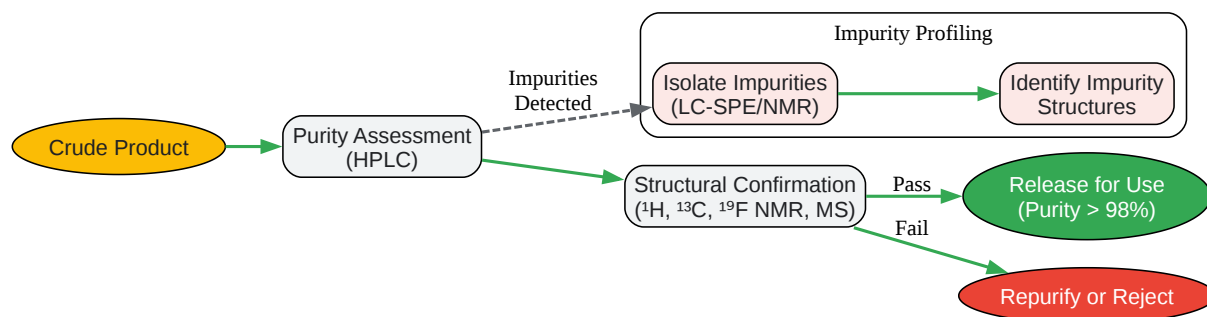 Impurity Profiling
Isolate Impurities
(LC-SPE/NMR)
Identify Impurity
Structures
Impurities
Detected
Crude Product
Purity Assessment
(HPLC)
Structural Confirmation
(¹H, ¹³C, ¹⁹F NMR, MS)
Pass
Release for Use
(Purity > 98%)
Fail
Repurify or Reject